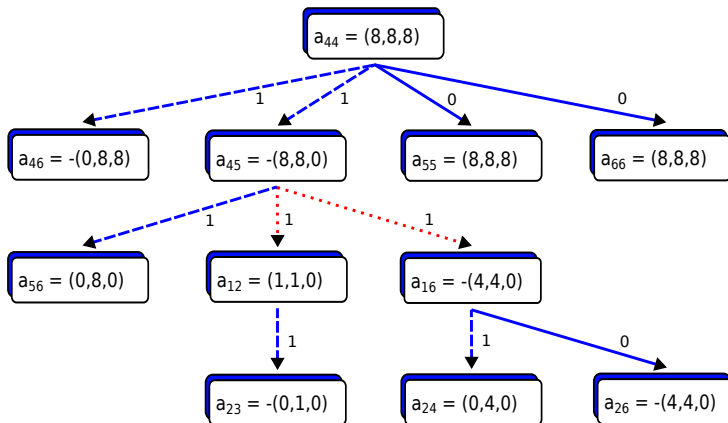 a₄₄ = (8,8,8)
1 1 0 0
a₄₆ = -(0,8,8) a₄₅ = -(8,8,0) a₅₅ = (8,8,8) a₆₆ = (8,8,8)
1 1 1
a₅₆ = (0,8,0) a₁₂ = (1,1,0) a₁₆ = -(4,4,0)
1 1 0
a₂₃ = -(0,1,0) a₂₄ = (0,4,0) a₂₆ = -(4,4,0)